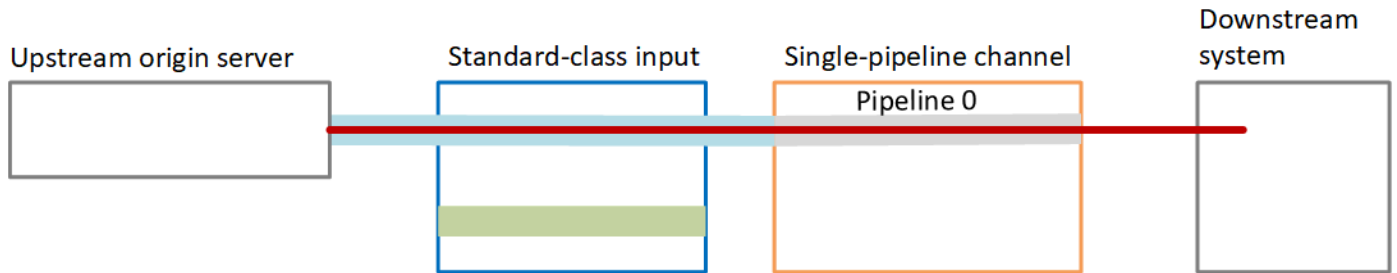 Upstream origin server
Standard-class input
Single-pipeline channel
Downstream
system
Pipeline 0